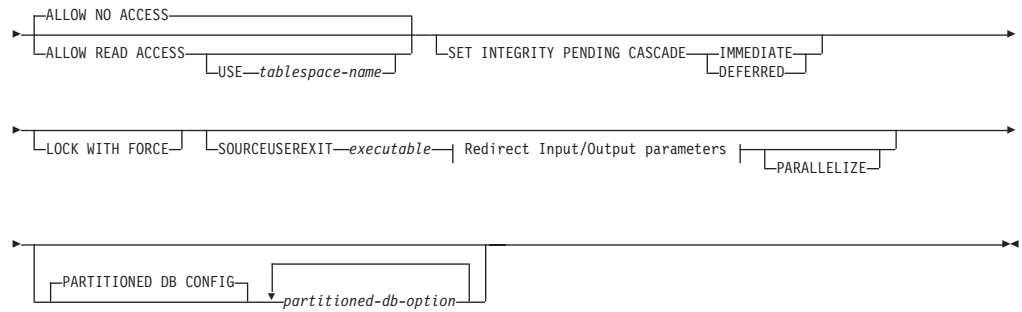 ALLOW NO ACCESS
ALLOW READ ACCESS
USE tablespace-name
SET INTEGRITY PENDING CASCADE IMMEDIATE
DEFERRED
LOCK WITH FORCE SOURCEUSEREXIT executable Redirect Input/Output parameters
PARALLELIZE
PARTITIONED DB CONFIG
partitioned-db-option